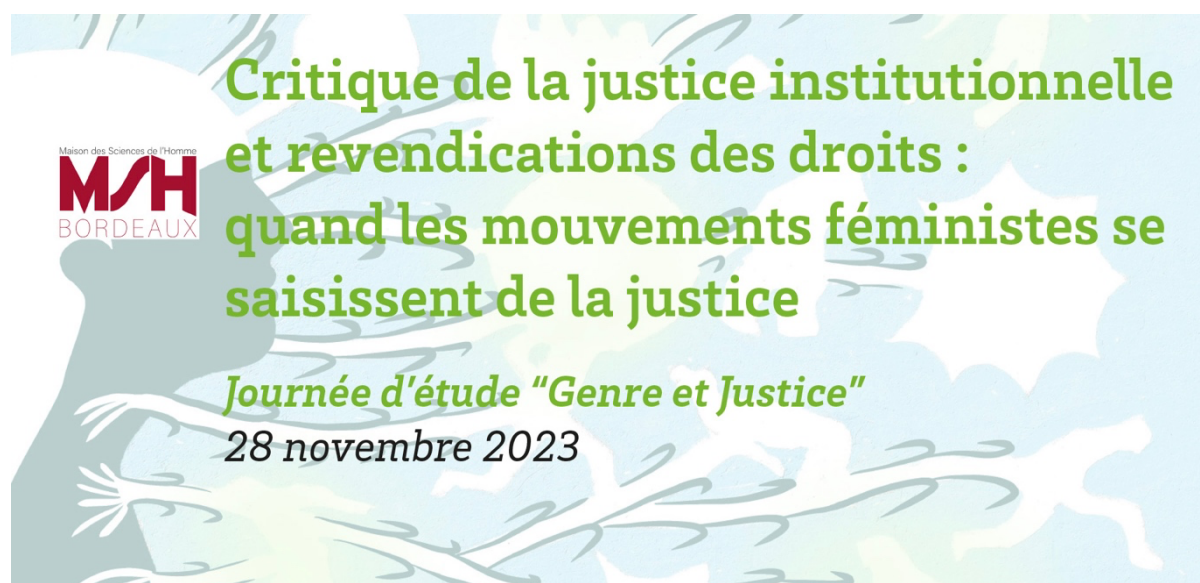 Critique de la justice institutionnelle
Maison des Sciences de l'Homme
MSH
BORDEAUX
et revendications des droits :
quand les mouvements féministes se
saisissent de la justice
Journée d'étude “Genre et Justice”
28 novembre 2023